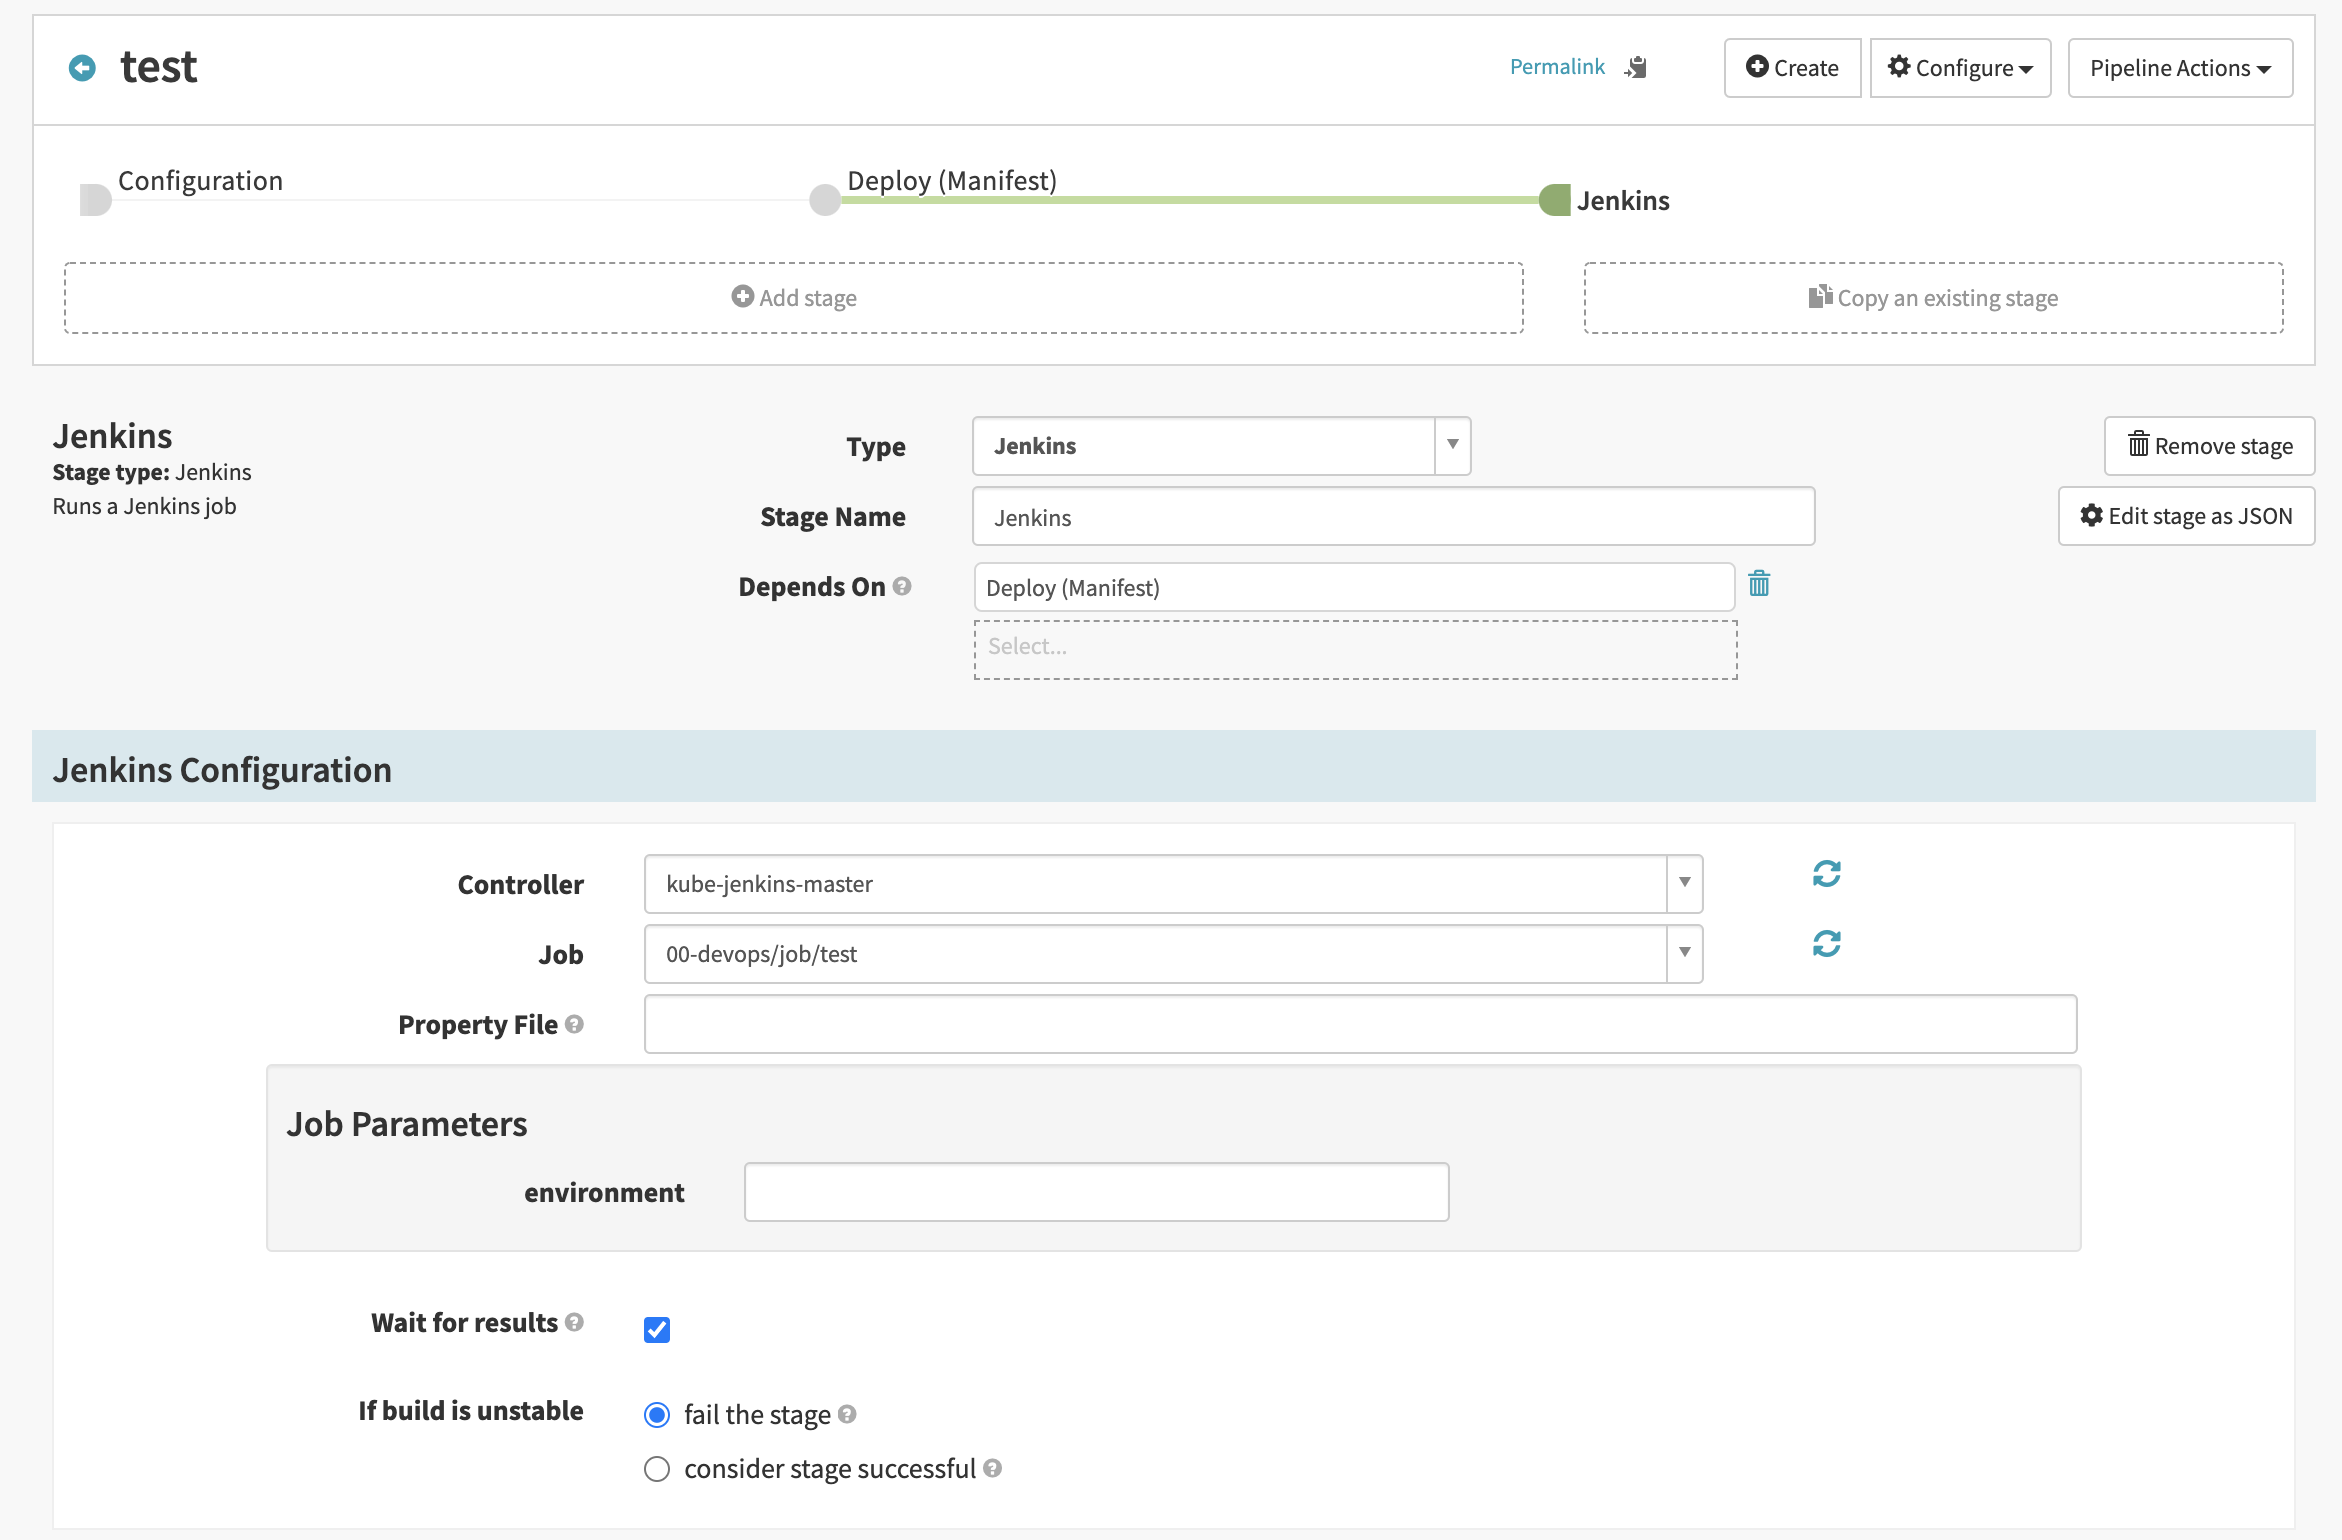 test
Permalink
Create
Configure
Pipeline Actions
Configuration
Deploy (Manifest)
Jenkins
Add stage
Copy an existing stage
Jenkins
Stage type: Jenkins
Runs a Jenkins job
Type
Jenkins
Remove stage
Stage Name
Jenkins
Edit stage as JSON
Depends On
Deploy (Manifest)
Select...
Jenkins Configuration
Controller
kube-jenkins-master
Job
00-devops/job/test
Property File
Job Parameters
environment
Wait for results
If build is unstable
fail the stage
consider stage successful